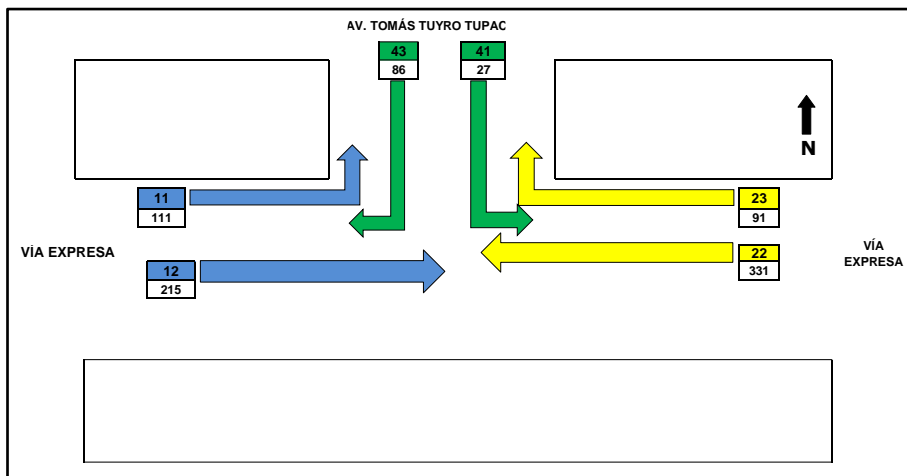 AV. TOMÁS TUYRO TUPAC
43
86
41
27
N
11
111
23
91
VÍA EXPRESA
12
215
22
331
VÍA
EXPRESA